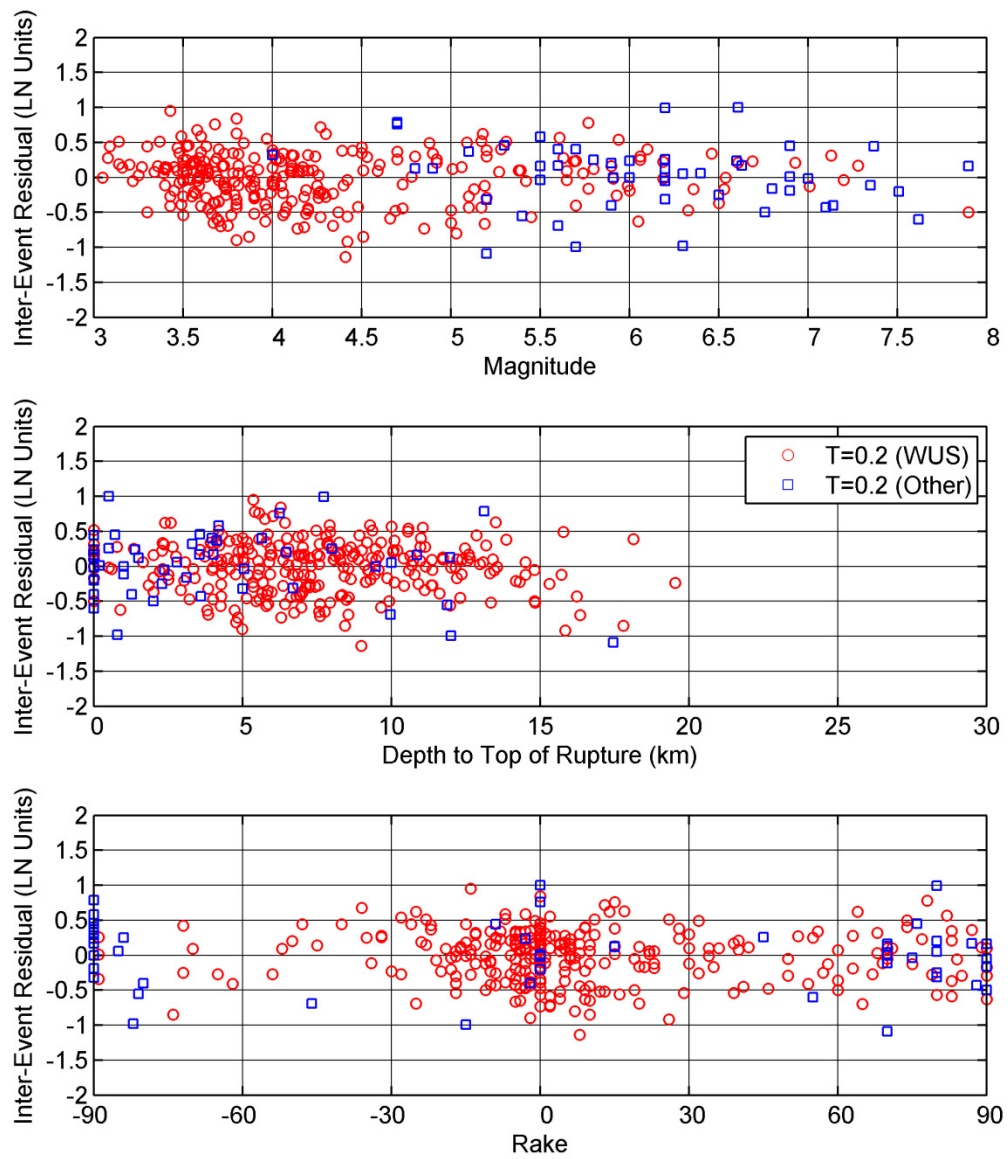 Inter-Event Residual (LN Units)
2
1.5
1
0.5
0
-0.5
-1
-1.5
-2
3 3.5 4 4.5 5 5.5 6 6.5 7 7.5 8
Magnitude
Inter-Event Residual (LN Units)
2
1.5
1
0.5
0
-0.5
-1
-1.5
-2
T=0.2 (WUS)
T=0.2 (Other)
0 5 10 15 20 25 30
Depth to Top of Rupture (km)
Inter-Event Residual (LN Units)
2
1.5
1
0.5
0
-0.5
-1
-1.5
-2
-90 -60 -30 0 30 60 90
Rake